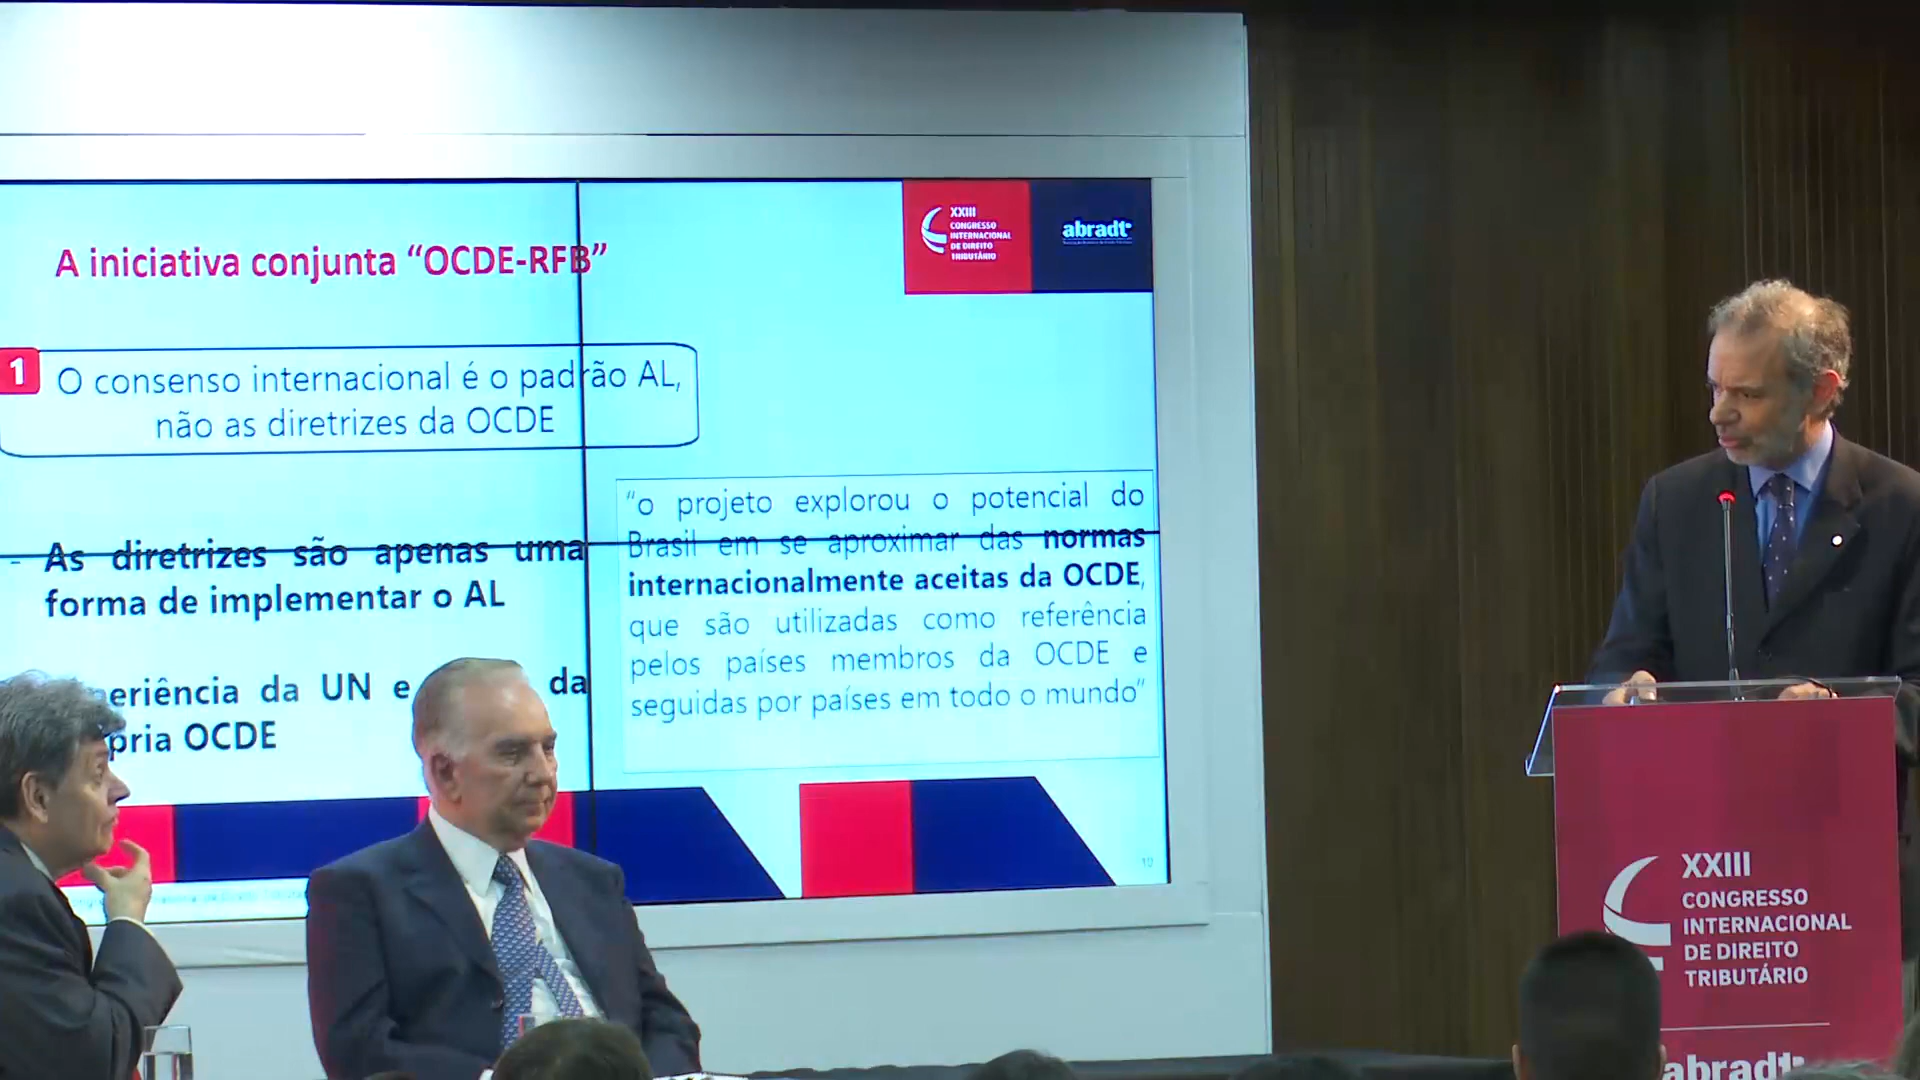 A iniciativa conjunta “OCDE-RFB”
XXIII
CONGRESSO
INTERNACIONAL
DE DIREITO
TRIBUTÁRIO
abradt
1
O consenso internacional é o padrão AL,
não as diretrizes da OCDE
- As diretrizes são apenas uma
forma de implementar o AL
eriência da UN e da
pria OCDE
“o projeto explorou o potencial do
Brasil em se aproximar das normas
internacionalmente aceitas da OCDE,
que são utilizadas como referência
pelos países membros da OCDE e
seguidas por países em todo o mundo”
10
XXIII
CONGRESSO
INTERNACIONAL
DE DIREITO
TRIBUTÁRIO
abradt